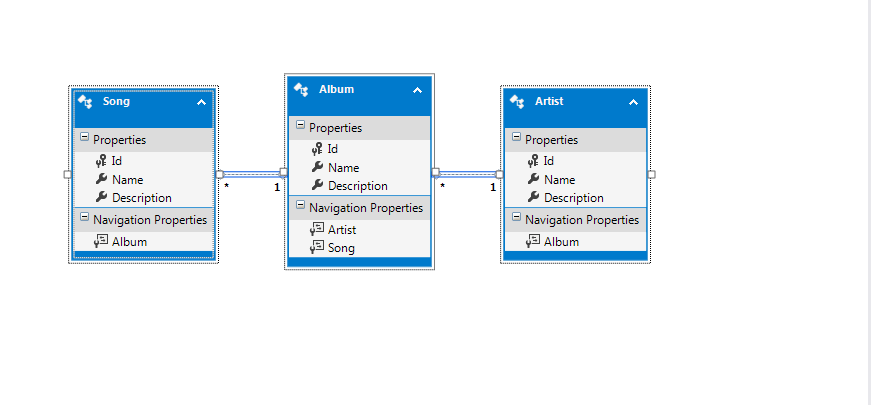 Song
Properties
Id
Name
Description
Navigation Properties
Album
* 1
Album
Properties
Id
Name
Description
Navigation Properties
Artist
Song
* 1
Artist
Properties
Id
Name
Description
Navigation Properties
Album